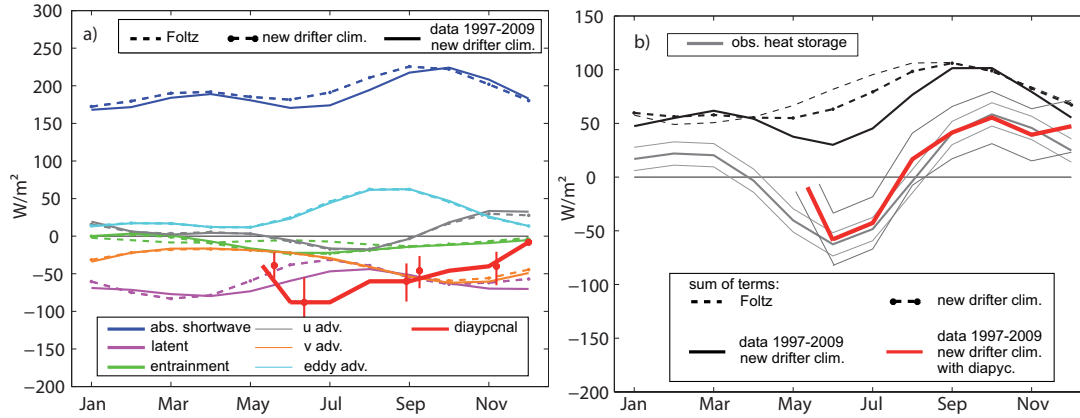 a)
Foltz
new drifter clim.
data 1997-2009
new drifter clim.
W/m²
300
250
200
150
100
50
0
−50
−100
−150
−200
abs. shortwave
latent
entrainment
u adv.
v adv.
eddy adv.
diaypcnal
Jan
Mar
May
Jul
Sep
Nov
b)
obs. heat storage
W/m²
150
100
50
0
−50
−100
−150
−200
sum of terms:
Foltz
new drifter clim.
data 1997-2009
new drifter clim.
data 1997-2009
new drifter clim.
with diapyc.
Jan
Mar
May
Jul
Sep
Nov